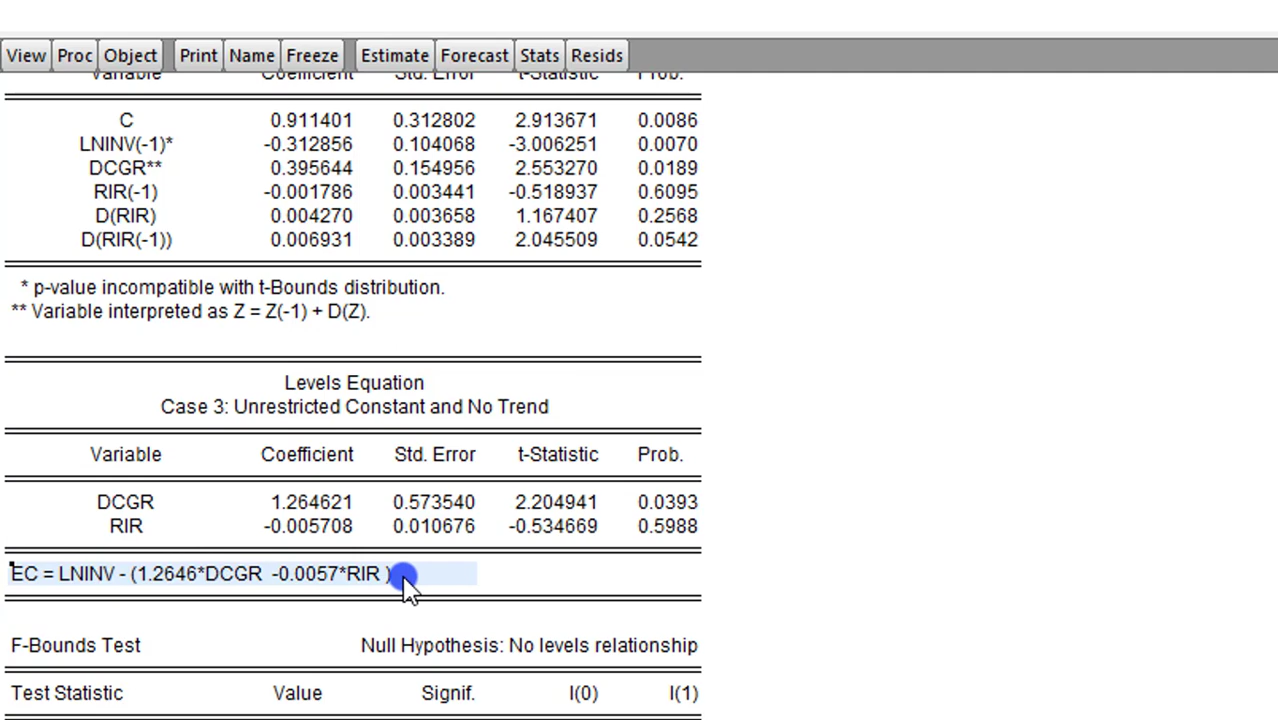 View Proc Object Print Name Freeze Estimate Forecast Stats Resids
Variable Coefficient Std. Error t-Statistic Prob.
C 0.911401 0.312802 2.913671 0.0086
LNINV(-1)* -0.312856 0.104068 -3.006251 0.0070
DCGR** 0.395644 0.154956 2.553270 0.0189
RIR(-1) -0.001786 0.003441 -0.518937 0.6095
D(RIR) 0.004270 0.003658 1.167407 0.2568
D(RIR(-1)) 0.006931 0.003389 2.045509 0.0542
* p-value incompatible with t-Bounds distribution.
** Variable interpreted as Z = Z(-1) + D(Z).
Levels Equation
Case 3: Unrestricted Constant and No Trend
Variable Coefficient Std. Error t-Statistic Prob.
DCGR 1.264621 0.573540 2.204941 0.0393
RIR -0.005708 0.010676 -0.534669 0.5988
EC = LNINV - (1.2646*DCGR -0.0057*RIR )
F-Bounds Test Null Hypothesis: No levels relationship
Test Statistic Value Signif. I(0) I(1)